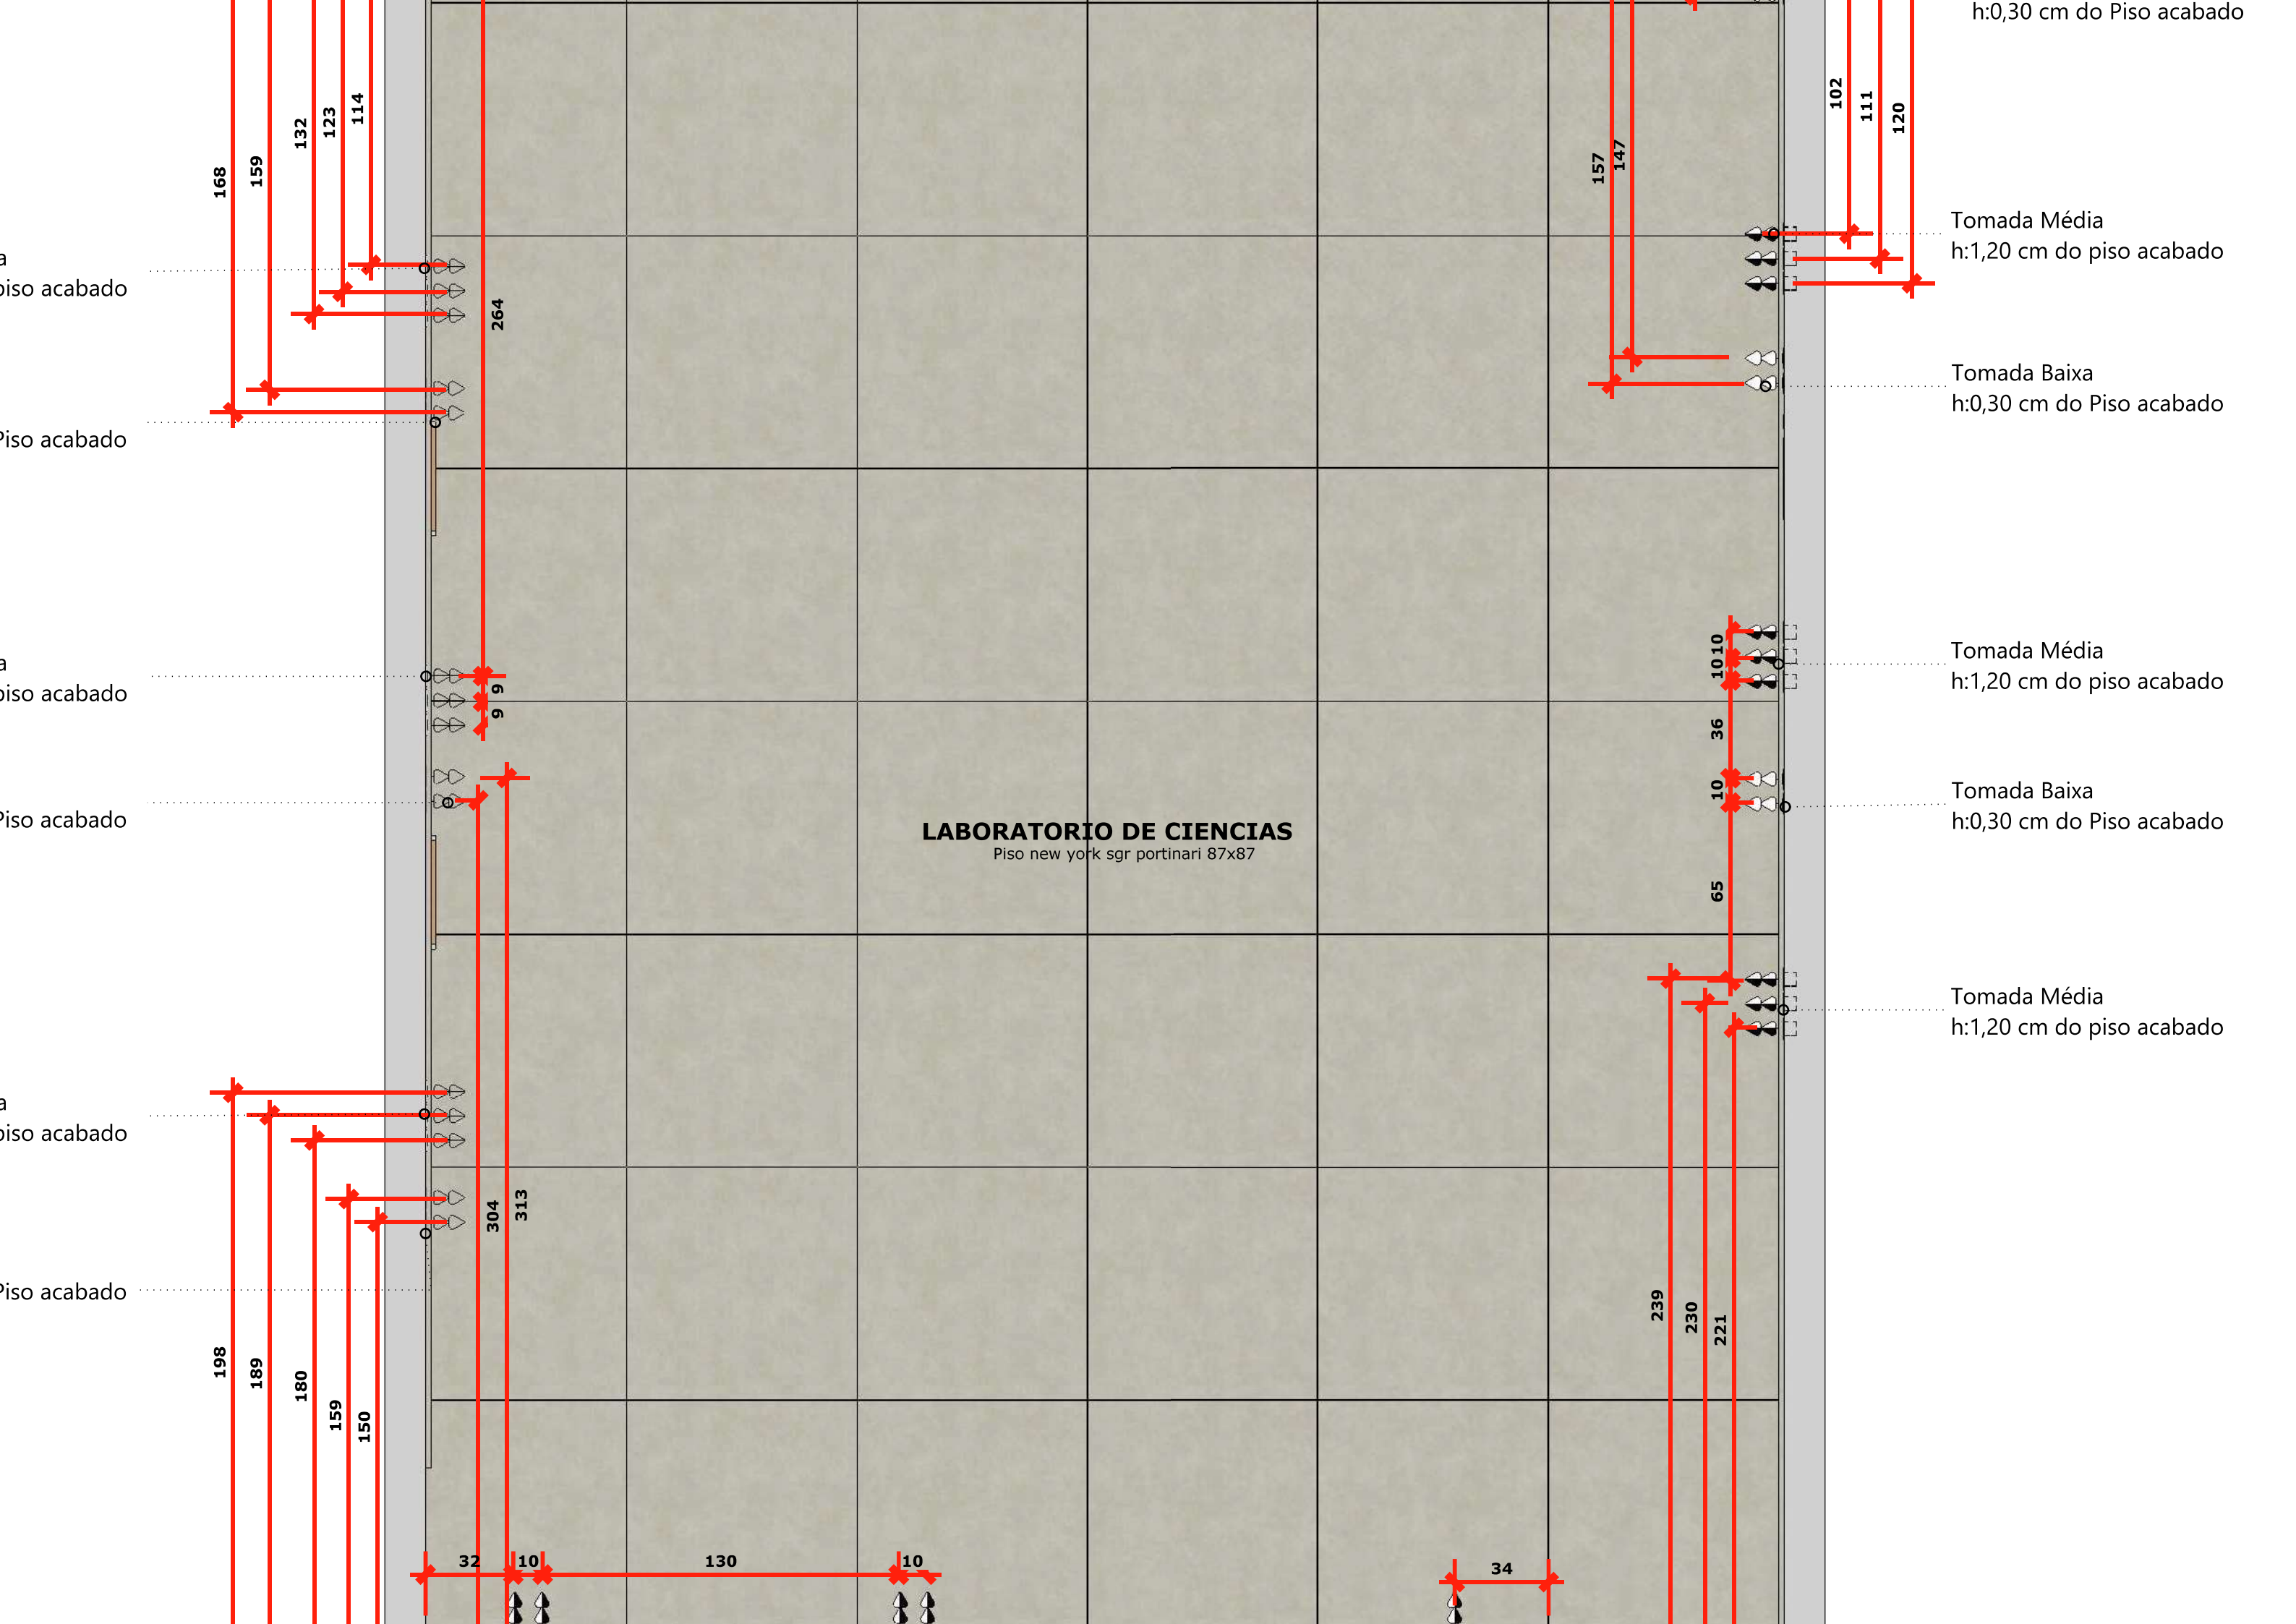 h:0,30 cm do Piso acabado
168
159
132
123
114
264
157
147
102
111
120
Tomada Média
h:1,20 cm do piso acabado
a
piso acabado
Tomada Baixa
h:0,30 cm do Piso acabado
Piso acabado
a
piso acabado
9
9
10
10
36
10
65
Tomada Média
h:1,20 cm do piso acabado
Tomada Baixa
h:0,30 cm do Piso acabado
Piso acabado
LABORATORIO DE CIENCIAS
Piso new york sgr portinari 87x87
Tomada Média
h:1,20 cm do piso acabado
a
piso acabado
304
313
Piso acabado
198
189
180
159
150
239
230
221
32
10
130
10
34